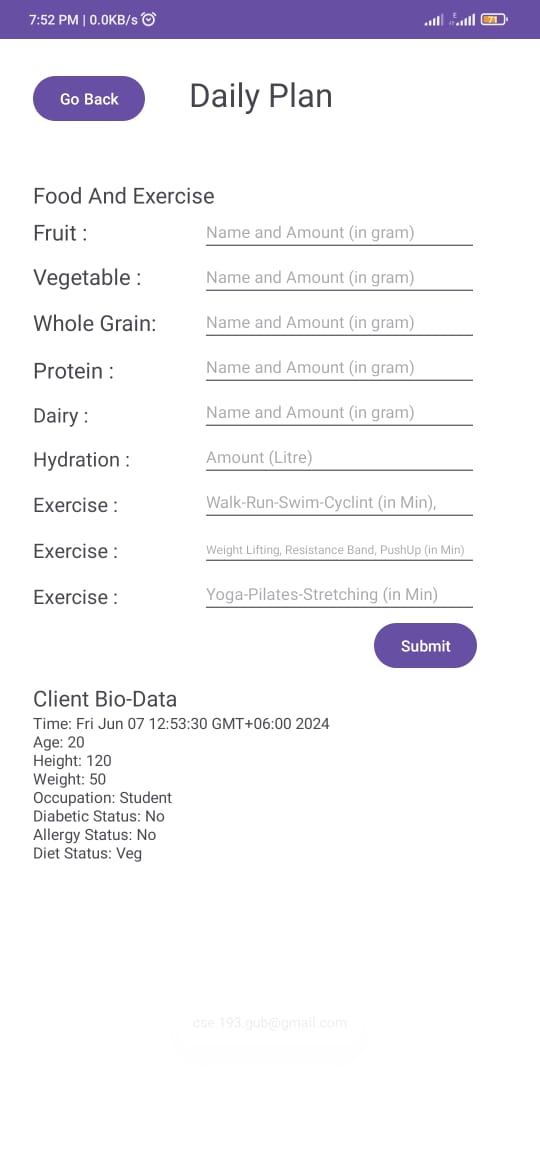 7:52 PM | 0.0KB/s
E
71
Go Back
Daily Plan
Food And Exercise
Fruit : Name and Amount (in gram)
Vegetable : Name and Amount (in gram)
Whole Grain: Name and Amount (in gram)
Protein : Name and Amount (in gram)
Dairy : Name and Amount (in gram)
Hydration : Amount (Litre)
Exercise : Walk-Run-Swim-Cyclint (in Min),
Exercise : Weight Lifting, Resistance Band, PushUp (in Min)
Exercise : Yoga-Pilates-Stretching (in Min)
Submit
Client Bio-Data
Time: Fri Jun 07 12:53:30 GMT+06:00 2024
Age: 20
Height: 120
Weight: 50
Occupation: Student
Diabetic Status: No
Allergy Status: No
Diet Status: Veg
cse.193.gub@gmail.com